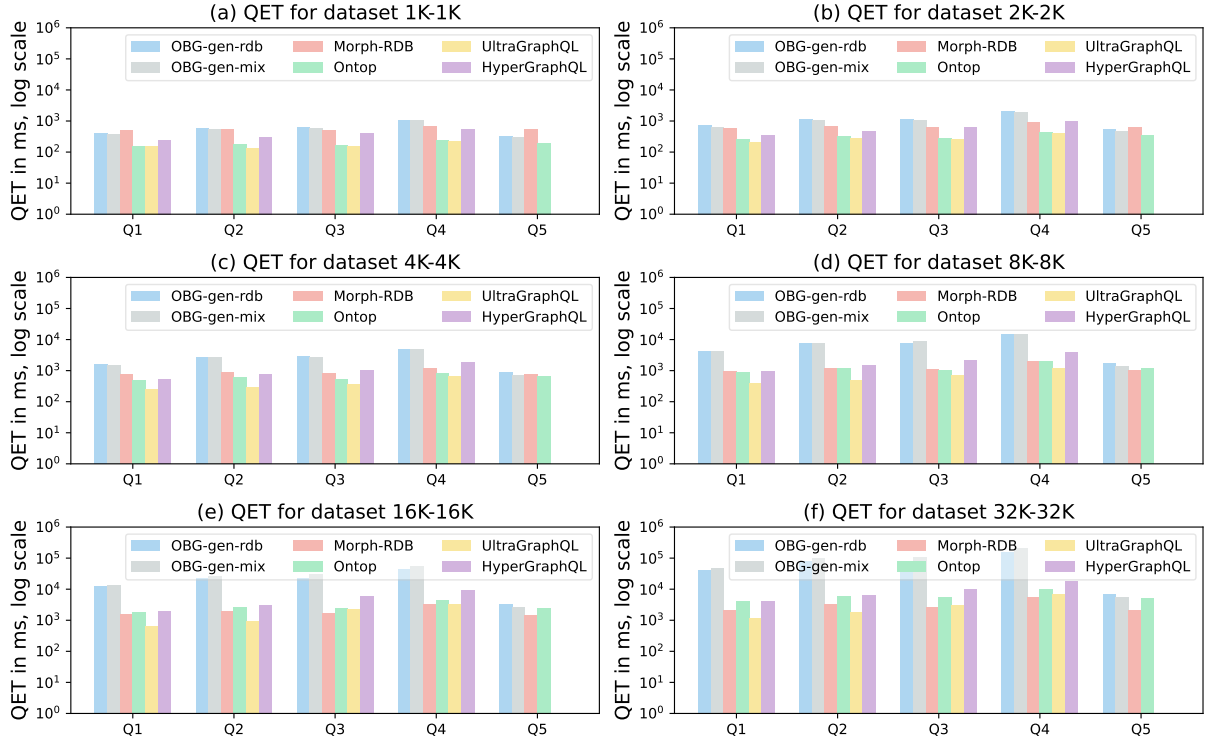 (a) QET for dataset 1K-1K
QET in ms, log scale
10^6
10^5
10^4
10^3
10^2
10^1
10^0
OBG-gen-rdb Morph-RDB UltraGraphQL
OBG-gen-mix Ontop HyperGraphQL
Q1 Q2 Q3 Q4 Q5
(b) QET for dataset 2K-2K
QET in ms, log scale
10^6
10^5
10^4
10^3
10^2
10^1
10^0
OBG-gen-rdb Morph-RDB UltraGraphQL
OBG-gen-mix Ontop HyperGraphQL
Q1 Q2 Q3 Q4 Q5
(c) QET for dataset 4K-4K
QET in ms, log scale
10^6
10^5
10^4
10^3
10^2
10^1
10^0
OBG-gen-rdb Morph-RDB UltraGraphQL
OBG-gen-mix Ontop HyperGraphQL
Q1 Q2 Q3 Q4 Q5
(d) QET for dataset 8K-8K
QET in ms, log scale
10^6
10^5
10^4
10^3
10^2
10^1
10^0
OBG-gen-rdb Morph-RDB UltraGraphQL
OBG-gen-mix Ontop HyperGraphQL
Q1 Q2 Q3 Q4 Q5
(e) QET for dataset 16K-16K
QET in ms, log scale
10^6
10^5
10^4
10^3
10^2
10^1
10^0
OBG-gen-rdb Morph-RDB UltraGraphQL
OBG-gen-mix Ontop HyperGraphQL
Q1 Q2 Q3 Q4 Q5
(f) QET for dataset 32K-32K
QET in ms, log scale
10^6
10^5
10^4
10^3
10^2
10^1
10^0
OBG-gen-rdb Morph-RDB UltraGraphQL
OBG-gen-mix Ontop HyperGraphQL
Q1 Q2 Q3 Q4 Q5